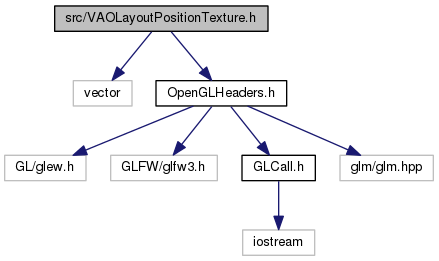 src/VAOLayoutPositionTexture.h
vector
OpenGLHeaders.h
GL/glew.h
GLFW/glfw3.h
GLCall.h
glm/glm.hpp
iostream